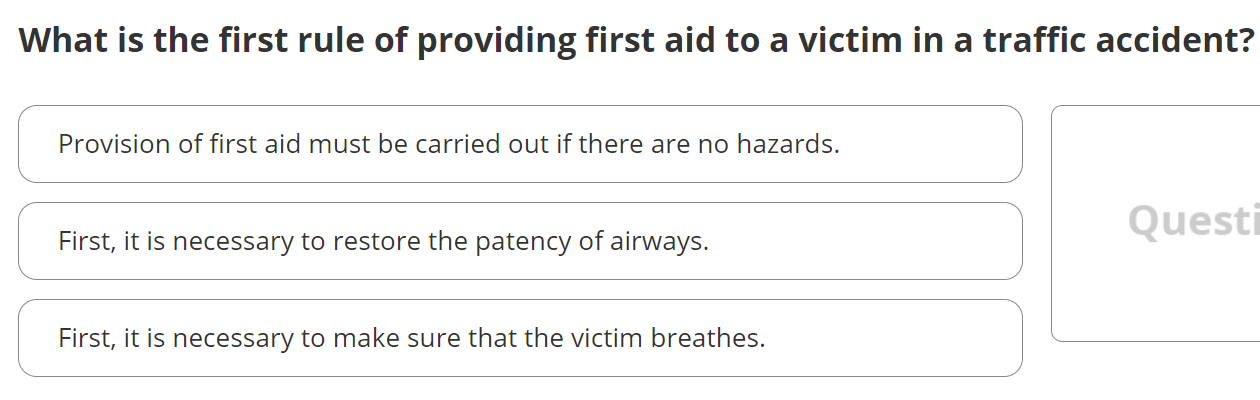 What is the first rule of providing first aid to a victim in a traffic accident?
Provision of first aid must be carried out if there are no hazards.
First, it is necessary to restore the patency of airways.
First, it is necessary to make sure that the victim breathes.
Questi